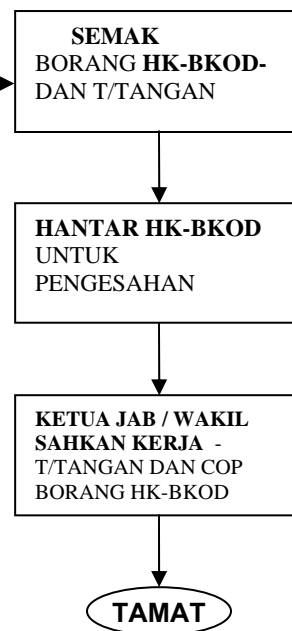 SEMAK
BORANG HK-BKOD-
DAN T/TANGAN
HANTAR HK-BKOD
UNTUK
PENGESAHAN
KETUA JAB / WAKIL
SAHKAN KERJA -
T/TANGAN DAN COP
BORANG HK-BKOD
TAMAT